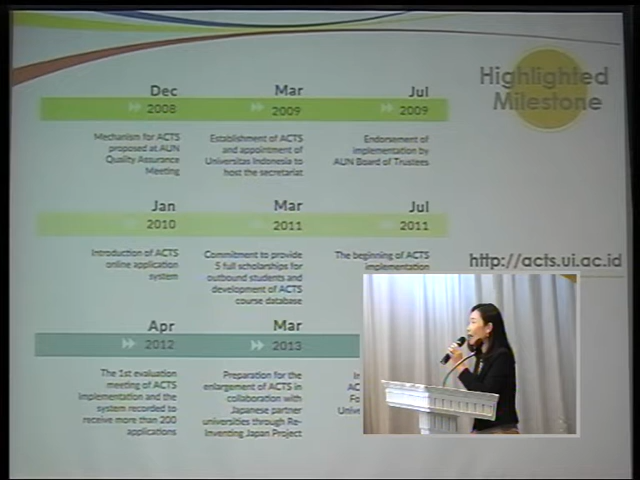 Highlighted
Milestone
Dec
2008
Mechanism for ACTS
proposed at AUN
Quality Assurance
Meeting
Mar
2009
Establishment of ACTS
and appointment of
Universitas Indonesia to
host the secretariat
Jul
2009
Endorsement of
implementation by
AUN Board of Trustees
Jan
2010
Introduction of ACTS
online application
system
Mar
2011
Commitment to provide
5 full scholarships for
outbound students and
development of ACTS
course database
Jul
2011
The beginning of ACTS
implementation
http://acts.ui.ac.id
Apr
2012
The 1st evaluation
meeting of ACTS
implementation and the
system recorded to
receive more than 200
applications
Mar
2013
Preparation for the
enlargement of ACTS in
collaboration with
Japanese partner
universities through Re-
Inventing Japan Project